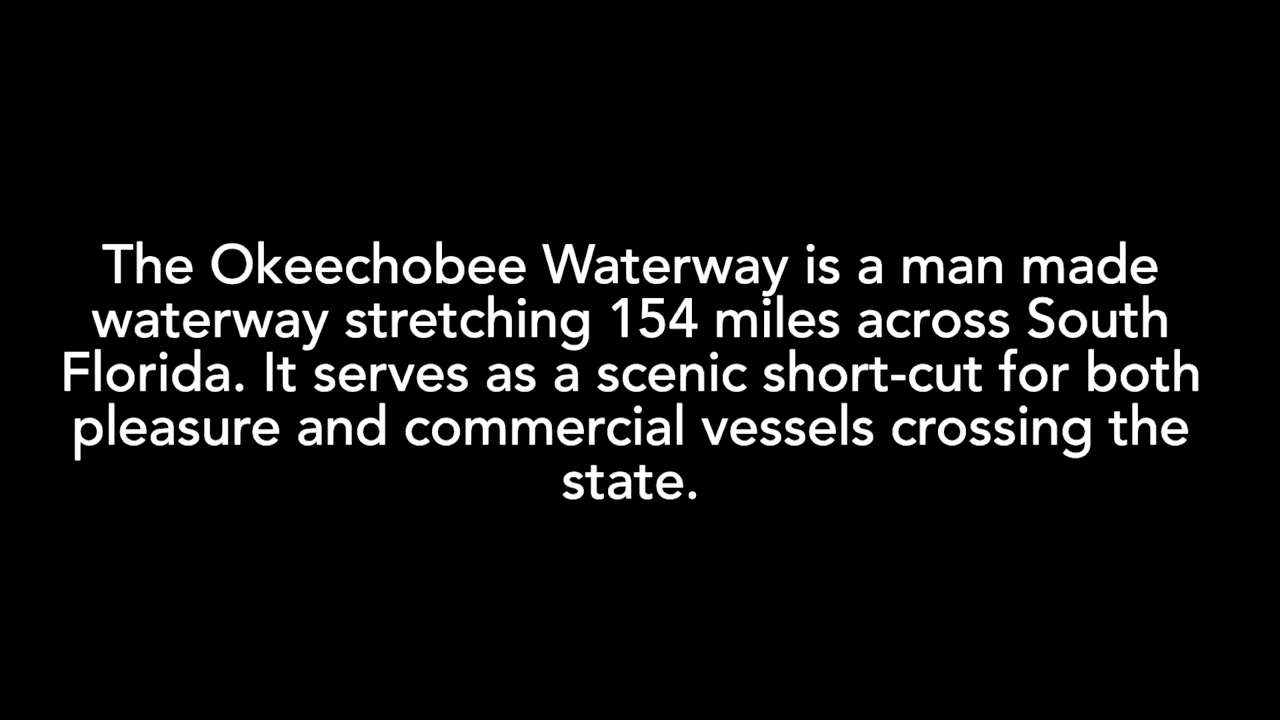 The Okeechobee Waterway is a man made
waterway stretching 154 miles across South
Florida. It serves as a scenic short-cut for both
pleasure and commercial vessels crossing the
state.